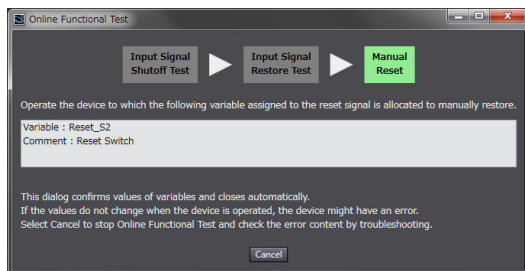 Online Functional Test
Input Signal
Shutoff Test
Input Signal
Restore Test
Manual
Reset
Operate the device to which the following variable assigned to the reset signal is allocated to manually restore.
Variable : Reset_S2
Comment : Reset Switch
This dialog confirms values of variables and closes automatically.
If the values do not change when the device is operated, the device might have an error.
Select Cancel to stop Online Functional Test and check the error content by troubleshooting.
Cancel